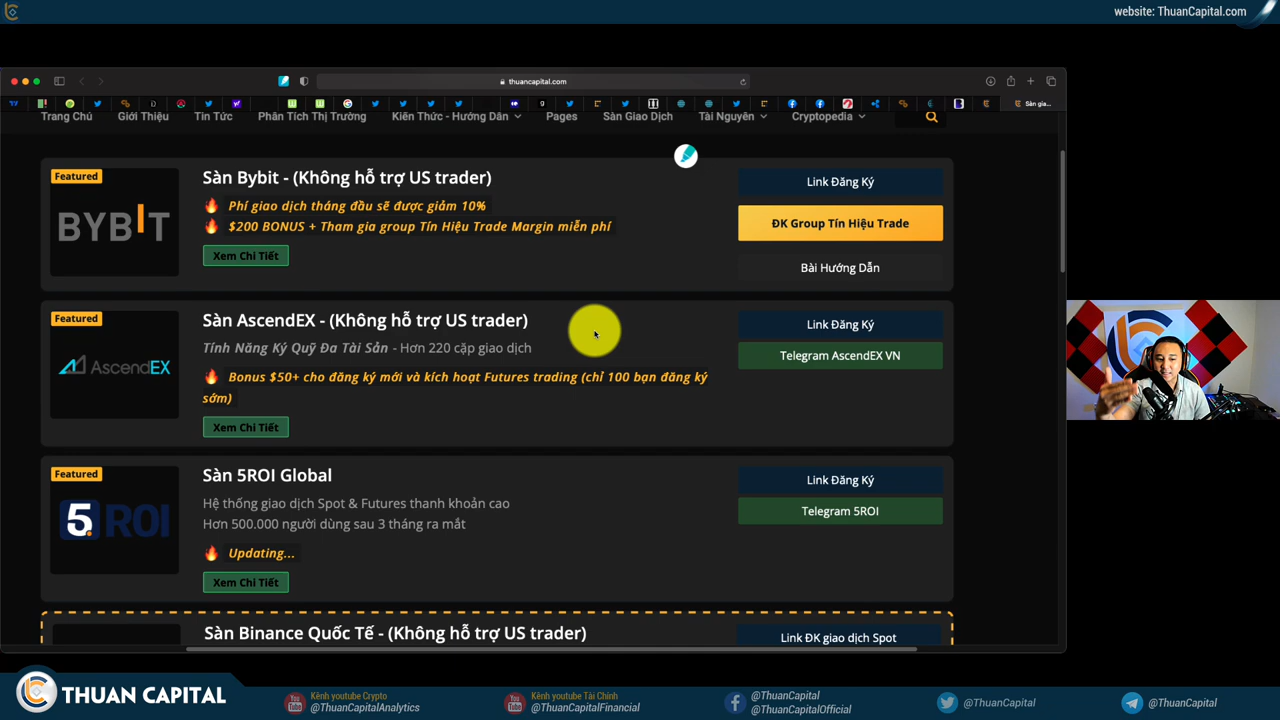 website: ThuanCapital.com
thuancapital.com
Sàn gia...
Trang Chủ
Giới Thiệu
Tin Tức
Phân Tích Thị Trường
Kiến Thức - Hướng Dẫn
Pages
Sàn Giao Dịch
Tài Nguyên
Cryptopedia
Featured
BYBIT
Sàn Bybit - (Không hỗ trợ US trader)
🔥 Phí giao dịch tháng đầu sẽ được giảm 10%
🔥 $200 BONUS + Tham gia group Tín Hiệu Trade Margin miễn phí
Xem Chi Tiết
Link Đăng Ký
ĐK Group Tín Hiệu Trade
Bài Hướng Dẫn
Featured
AscendEX
Sàn AscendEX - (Không hỗ trợ US trader)
Tính Năng Ký Quỹ Đa Tài Sản - Hơn 220 cặp giao dịch
🔥 Bonus $50+ cho đăng ký mới và kích hoạt Futures trading (chỉ 100 bạn đăng ký
sớm)
Xem Chi Tiết
Link Đăng Ký
Telegram AscendEX VN
Featured
5. ROI
Sàn 5ROI Global
Hệ thống giao dịch Spot & Futures thanh khoản cao
Hơn 500.000 người dùng sau 3 tháng ra mắt
🔥 Updating...
Xem Chi Tiết
Link Đăng Ký
Telegram 5ROI
Sàn Binance Quốc Tế - (Không hỗ trợ US trader)
Link ĐK giao dịch Spot
THUAN CAPITAL
Kênh youtube Crypto
@ThuanCapitalAnalytics
Kênh youtube Tài Chính
@ThuanCapitalFinancial
@ThuanCapital
@ThuanCapitalOfficial
@ThuanCapital
@ThuanCapital